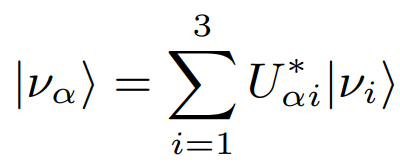 |ν_α⟩ = ∑_{i=1}^{3} U^*_{αi}|ν_i⟩